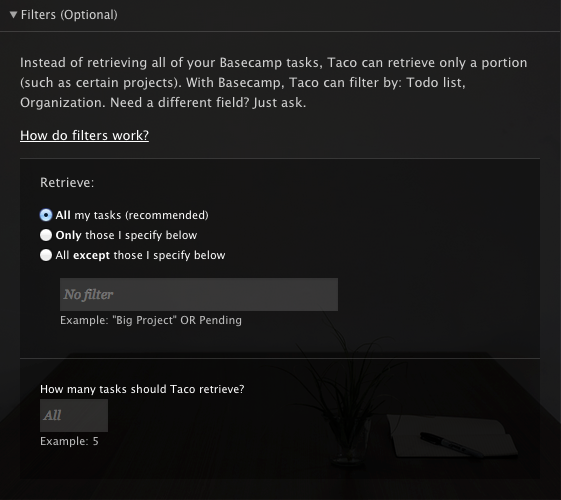 ▼ Filters (Optional)
Instead of retrieving all of your Basecamp tasks, Taco can retrieve only a portion
(such as certain projects). With Basecamp, Taco can filter by: Todo list,
Organization. Need a different field? Just ask.
How do filters work?
Retrieve:
All my tasks (recommended)
Only those I specify below
All except those I specify below
No filter
Example: "Big Project" OR Pending
How many tasks should Taco retrieve?
All
Example: 5